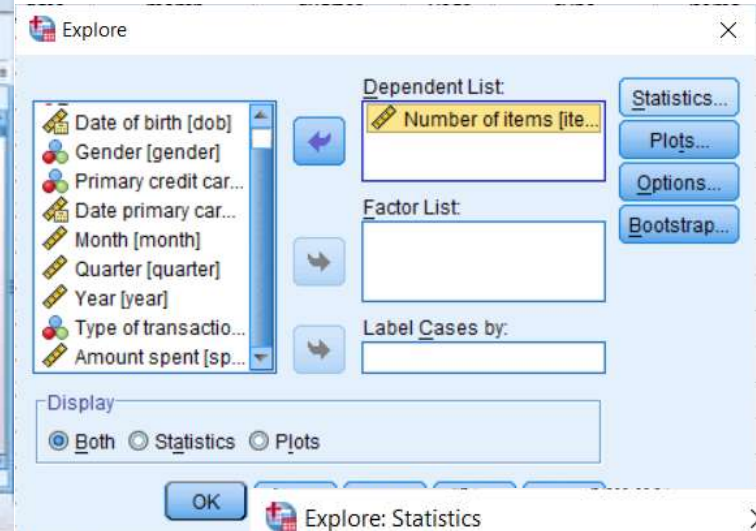 Explore
Dependent List:
Date of birth [dob]
Gender [gender]
Primary credit car...
Date primary car...
Month [month]
Quarter [quarter]
Year [year]
Type of transactio...
Amount spent [sp...
Number of items [ite...
Factor List:
Label Cases by:
Statistics...
Plots...
Options...
Bootstrap...
Display
Both Statistics Plots
OK
Explore: Statistics